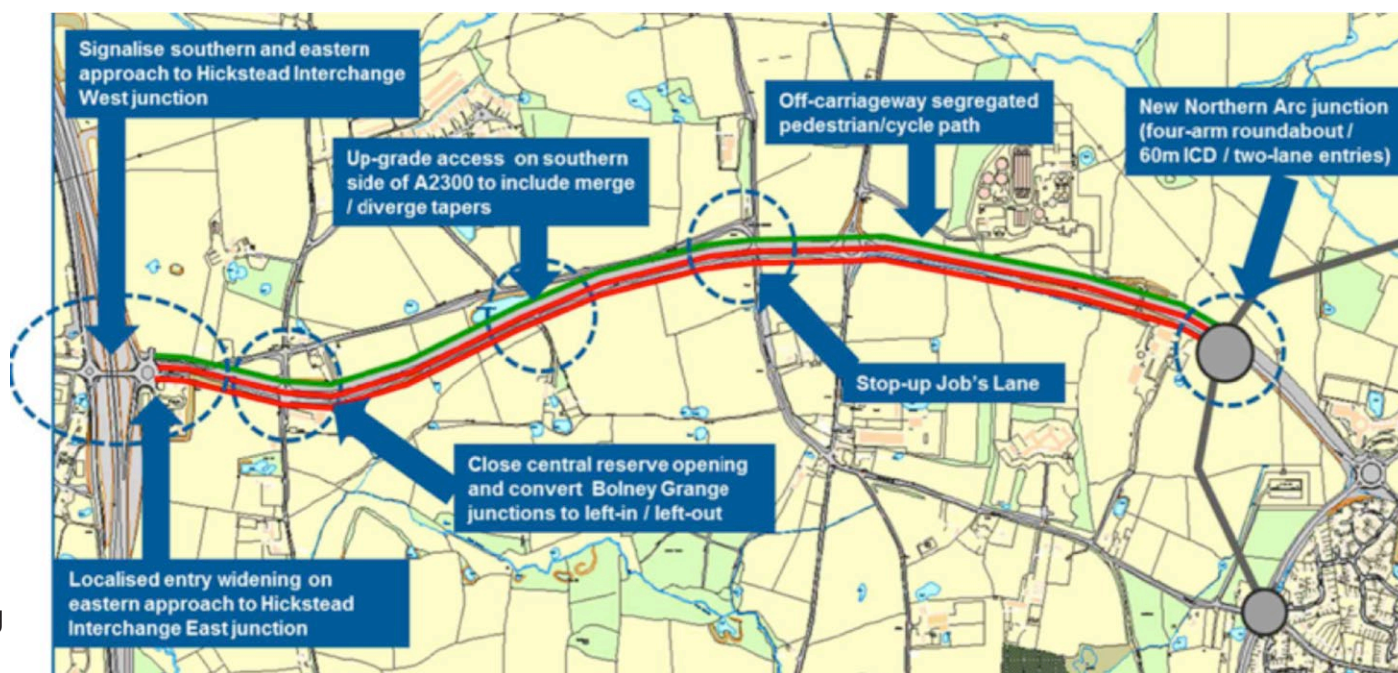 Signalise southern and eastern
approach to Hickstead Interchange
West junction
Up-grade access on southern
side of A2300 to include merge
/ diverge tapers
Off-carriageway segregated
pedestrian/cycle path
New Northern Arc junction
(four-arm roundabout /
60m ICD / two-lane entries)
Stop-up Job's Lane
Close central reserve opening
and convert Bolney Grange
junctions to left-in / left-out
Localised entry widening on
eastern approach to Hickstead
Interchange East junction
g